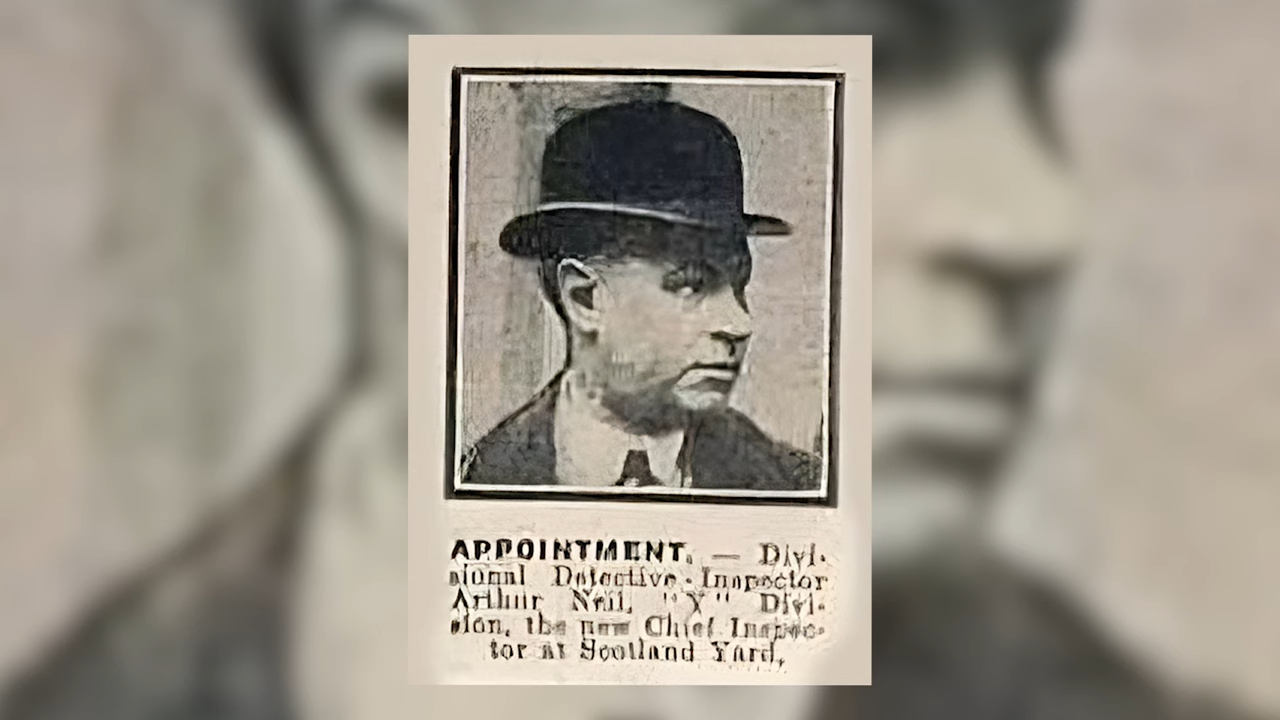 APPOINTMENT. — Divi-
sional Detective-Inspector
Arthur Neil, "Y" Divi-
sion, the new Chief Inspec-
tor at Scotland Yard.